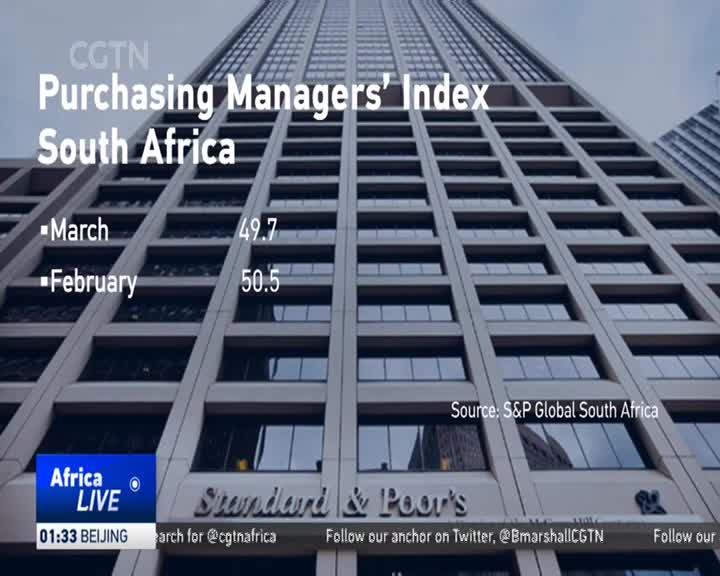 CGTN
Purchasing Managers' Index
South Africa
▪March 49.7
▪February 50.5
Source: S&P Global South Africa
Standard & Poor's
Africa
LIVE
01:33 BEIJING
earch for @cgtnafrica Follow our anchor on Twitter, @BmarshallCGTN Follow our